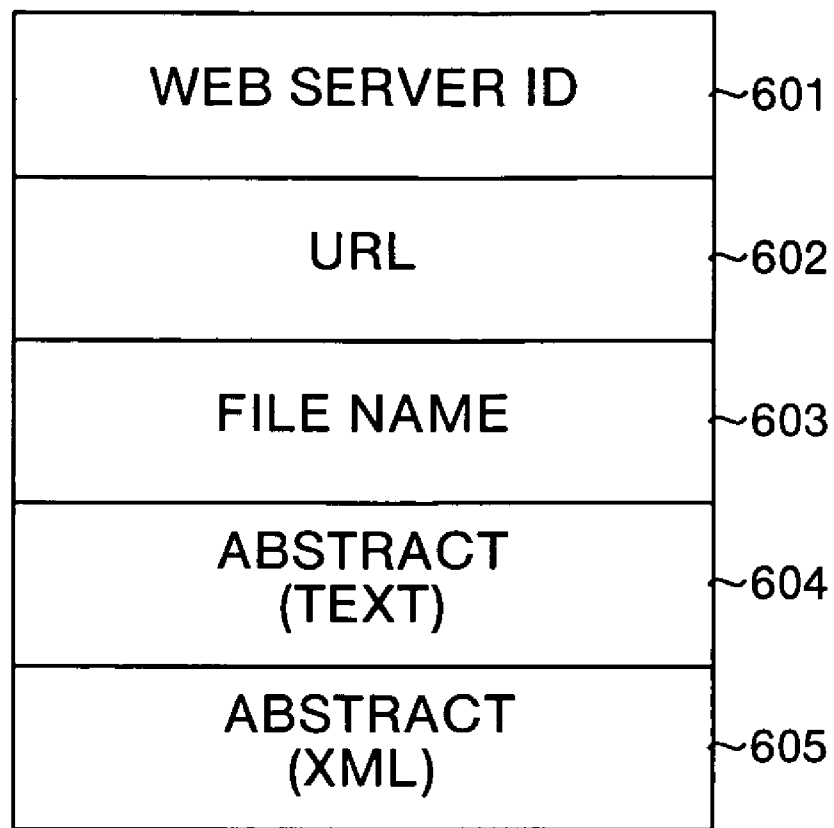 WEB SERVER ID ~601
URL ~602
FILE NAME ~603
ABSTRACT
(TEXT) ~604
ABSTRACT
(XML) ~605